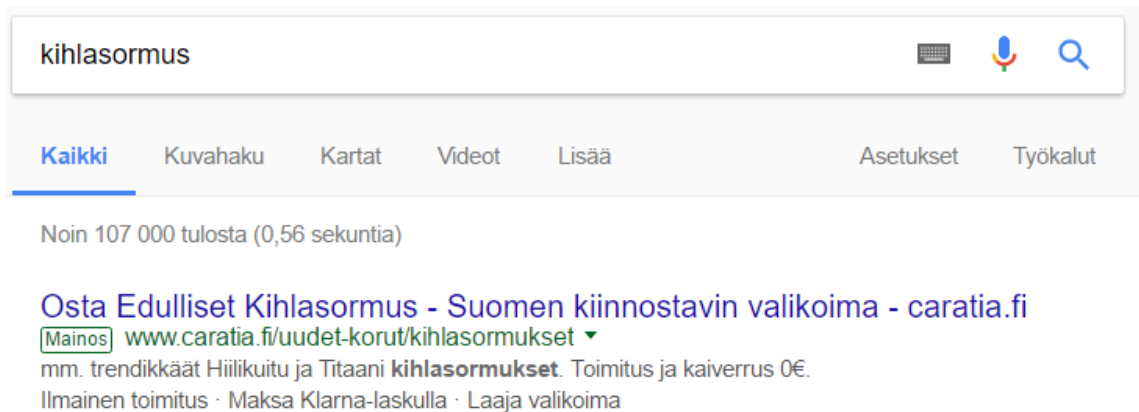 kihlasormus
Kaikki Kuvahaku Kartat Videot Lisää Asetukset Työkalut
Noin 107 000 tulosta (0,56 sekuntia)
Osta Edulliset Kihlasormus - Suomen kiinnostavin valikoima - caratia.fi
Mainos www.caratia.fi/uudet-korut/kihlasormukset
mm. trendikkäät Hiilikuitu ja Titaani kihlasormukset. Toimitus ja kaiverrus 0€.
Ilmainen toimitus · Maksa Klarna-laskulla · Laaja valikoima